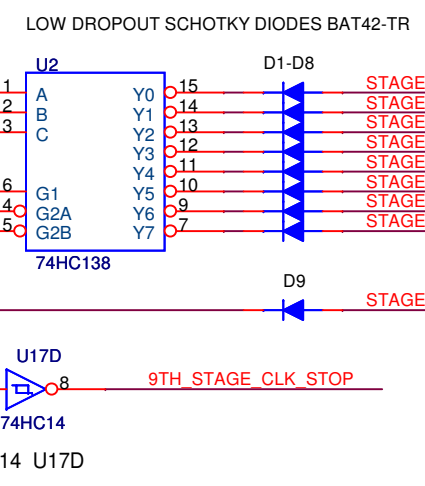 LOW DROPOUT SCHOTKY DIODES BAT42-TR
U2
D1-D8
1 A Y0 15 STAGE
2 B Y1 14 STAGE
3 C Y2 13 STAGE
Y3 12 STAGE
Y4 11 STAGE
6 G1 Y5 10 STAGE
4 G2A Y6 9 STAGE
5 G2B Y7 7 STAGE
74HC138
D9
STAGE
U17D
8 9TH_STAGE_CLK_STOP
74HC14
14 U17D